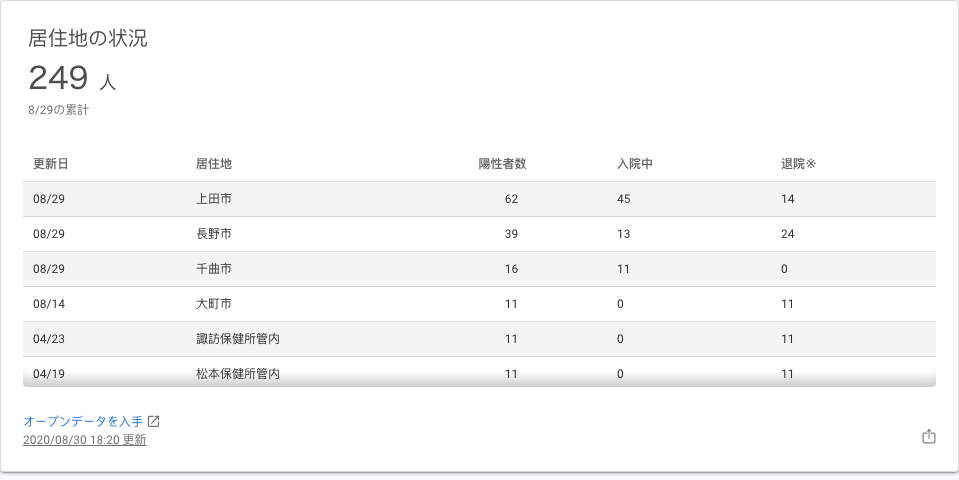 居住地の状況
249 人
8/29の累計
更新日 居住地 陽性者数 入院中 退院※
08/29 上田市 62 45 14
08/29 長野市 39 13 24
08/29 千曲市 16 11 0
08/14 大町市 11 0 11
04/23 諏訪保健所管内 11 0 11
04/19 松本保健所管内 11 0 11
オープンデータを入手
2020/08/30 18:20 更新